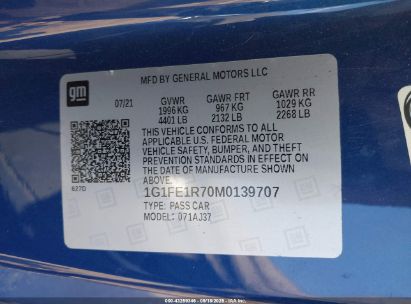 MFD BY GENERAL MOTORS LLC
gm
07/21 GVWR GAWR FRT GAWR RR
1996 KG 967 KG 1029 KG
4401 LB 2132 LB 2268 LB
THIS VEHICLE CONFORMS TO ALL
APPLICABLE U.S. FEDERAL MOTOR
VEHICLE SAFETY, BUMPER, AND THEFT
PREVENTION STANDARDS IN EFFECT ON
THE DATE OF MANUFACTURE SHOWN
ABOVE.
627D
1G1FE1R70M0139707
TYPE: PASS CAR
MODEL: 071AJ37